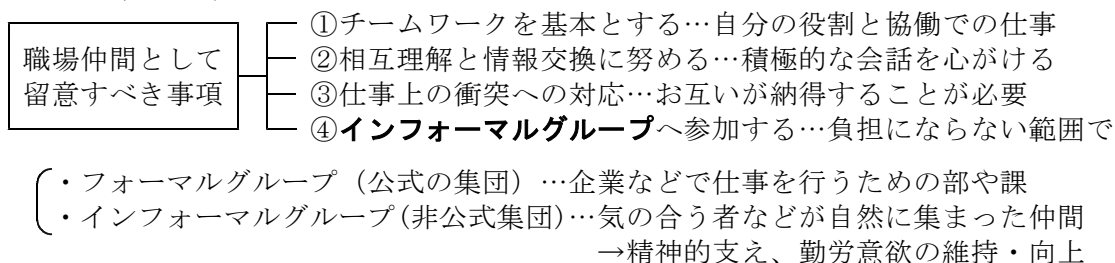 ①チームワークを基本とする…自分の役割と協働での仕事
職場仲間として
②相互理解と情報交換に努める…積極的な会話を心がける
留意すべき事項
③仕事上の衝突への対応…お互いが納得することが必要
④インフォーマルグループへ参加する…負担にならない範囲で
・フォーマルグループ（公式の集団）…企業などで仕事を行うための部や課
・インフォーマルグループ(非公式集団)…気の合う者などが自然に集まった仲間
→精神的支え、勤労意欲の維持・向上